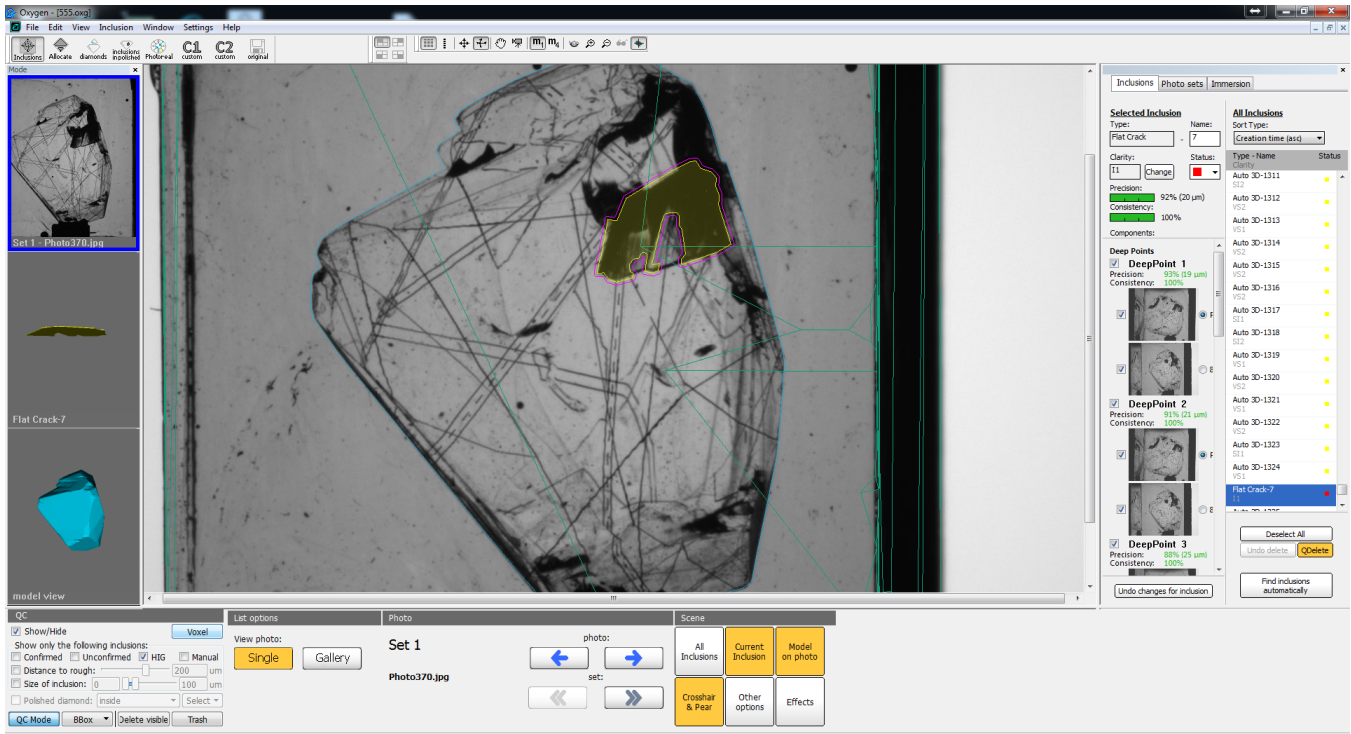 Oxygen - [555.oxg]
File Edit View Inclusion Window Settings Help
Inclusions Allocate diamonds inclusions inpolished Photoreal C1 custom C2 custom original
m1 m4
Mode
Set 1 - Photo370.jpg
Flat Crack-7
model view
Inclusions Photo sets Immersion
Selected Inclusion
Type: Name:
Flat Crack - 7
Clarity: Status:
I1 Change
Precision:
92% (20 μm)
Consistency:
100%
Components:
Deep Points
DeepPoint 1
Precision: 93% (19 μm)
Consistency: 100%
DeepPoint 2
Precision: 91% (21 μm)
Consistency: 100%
DeepPoint 3
Precision: 88% (25 μm)
Consistency: 100%
Undo changes for inclusion
All Inclusions
Sort Type:
Creation time (asc)
Type - Name Status
Clarity
Auto 3D-1311
SI2
Auto 3D-1312
VS2
Auto 3D-1313
VS1
Auto 3D-1314
VS2
Auto 3D-1315
VS2
Auto 3D-1316
VS2
Auto 3D-1317
SI1
Auto 3D-1318
SI2
Auto 3D-1319
VS1
Auto 3D-1320
VS2
Auto 3D-1321
VS1
Auto 3D-1322
VS2
Auto 3D-1323
SI1
Auto 3D-1324
VS1
Flat Crack-7
I1
Deselect All
Undo delete QDelete
Find inclusions
automatically
QC
Show/Hide Voxel
Show only the following inclusions:
Confirmed Unconfirmed HIG Manual
Distance to rough: 200 um
Size of inclusion: 0 100 um
Polished diamond: inside Select
QC Mode BBox Delete visible Trash
List options
View photo:
Single Gallery
Photo
Set 1
photo:
Photo370.jpg
set:
Scene
All Inclusions
Current Inclusion
Model on photo
Crosshair & Pear
Other options
Effects